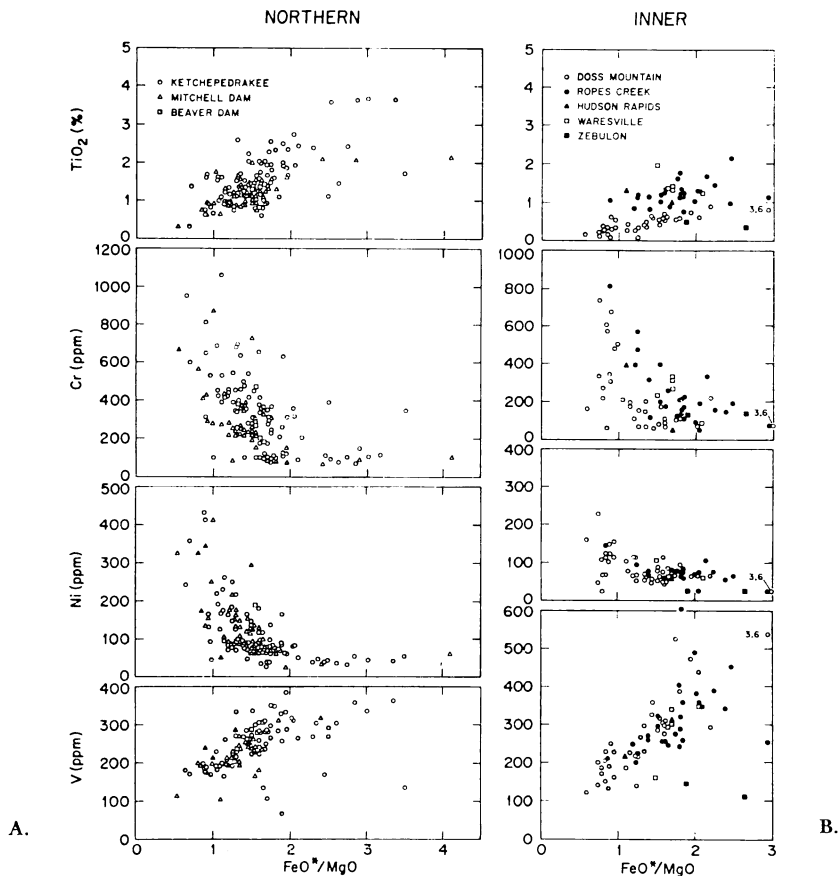 NORTHERN
INNER
5
4
3
2
1
0
TiO2 (%)
○ KETCHEPEDRAKEE
△ MITCHELL DAM
□ BEAVER DAM
5
4
3
2
1
0
○ DOSS MOUNTAIN
● ROPES CREEK
▲ HUDSON RAPIDS
□ WARESVILLE
■ ZEBULON
3.6
1200
1000
800
600
400
200
0
Cr (ppm)
1000
800
600
400
200
0
3.6
500
400
300
200
100
0
Ni (ppm)
400
300
200
100
0
3.6
400
300
200
100
0
V (ppm)
600
500
400
300
200
100
0
3.6
0 1 2 3 4
FeO*/MgO
0 1 2 3
FeO*/MgO
A.
B.